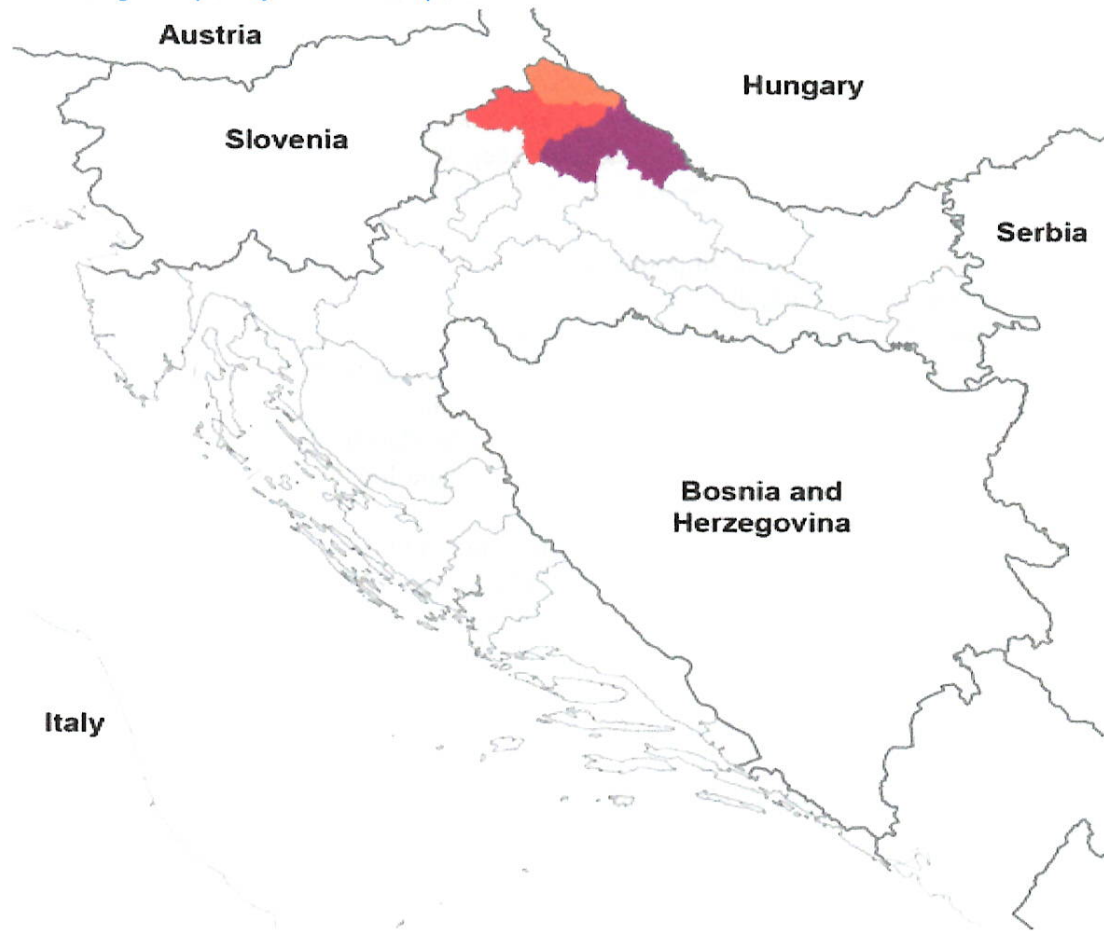 Austria
Hungary
Slovenia
Serbia
Bosnia and
Herzegovina
Italy